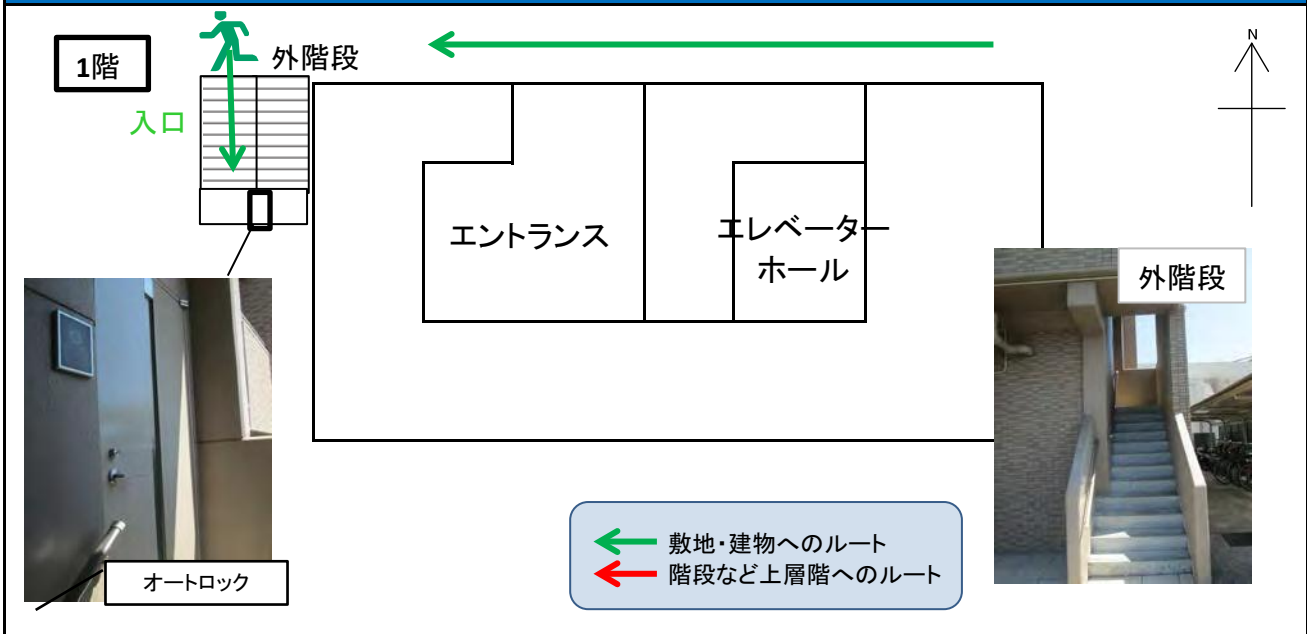 1階
外階段
N
入口
エントランス
エレベーター
ホール
外階段
オートロック
敷地・建物へのルート
階段など上層階へのルート